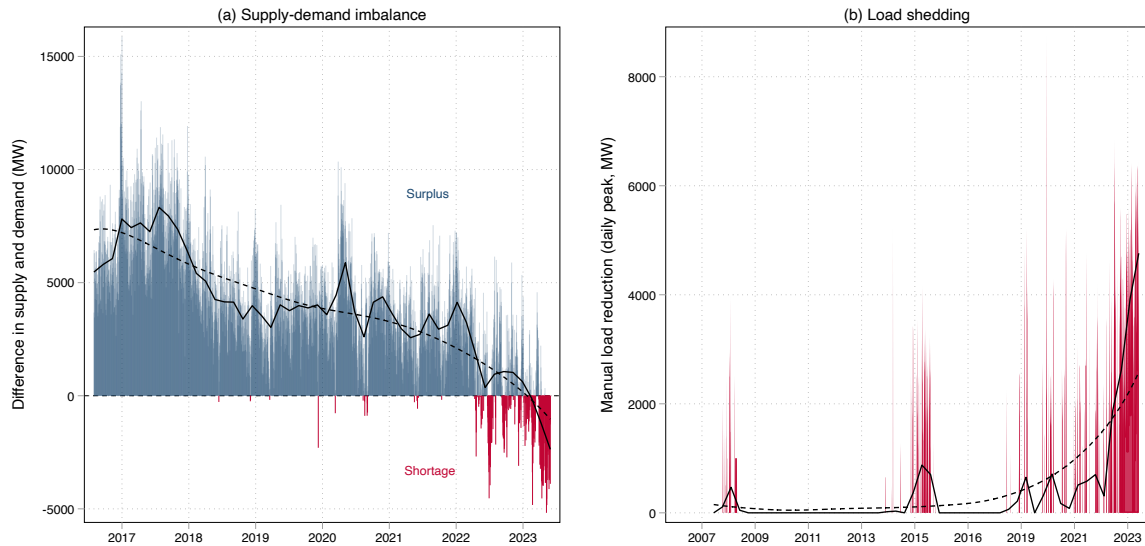 (a) Supply-demand imbalance
Difference in supply and demand (MW)
15000
10000
5000
0
-5000
Surplus
Shortage
2017 2018 2019 2020 2021 2022 2023
(b) Load shedding
Manual load reduction (daily peak, MW)
8000
6000
4000
2000
0
2007 2009 2011 2013 2015 2017 2019 2021 2023